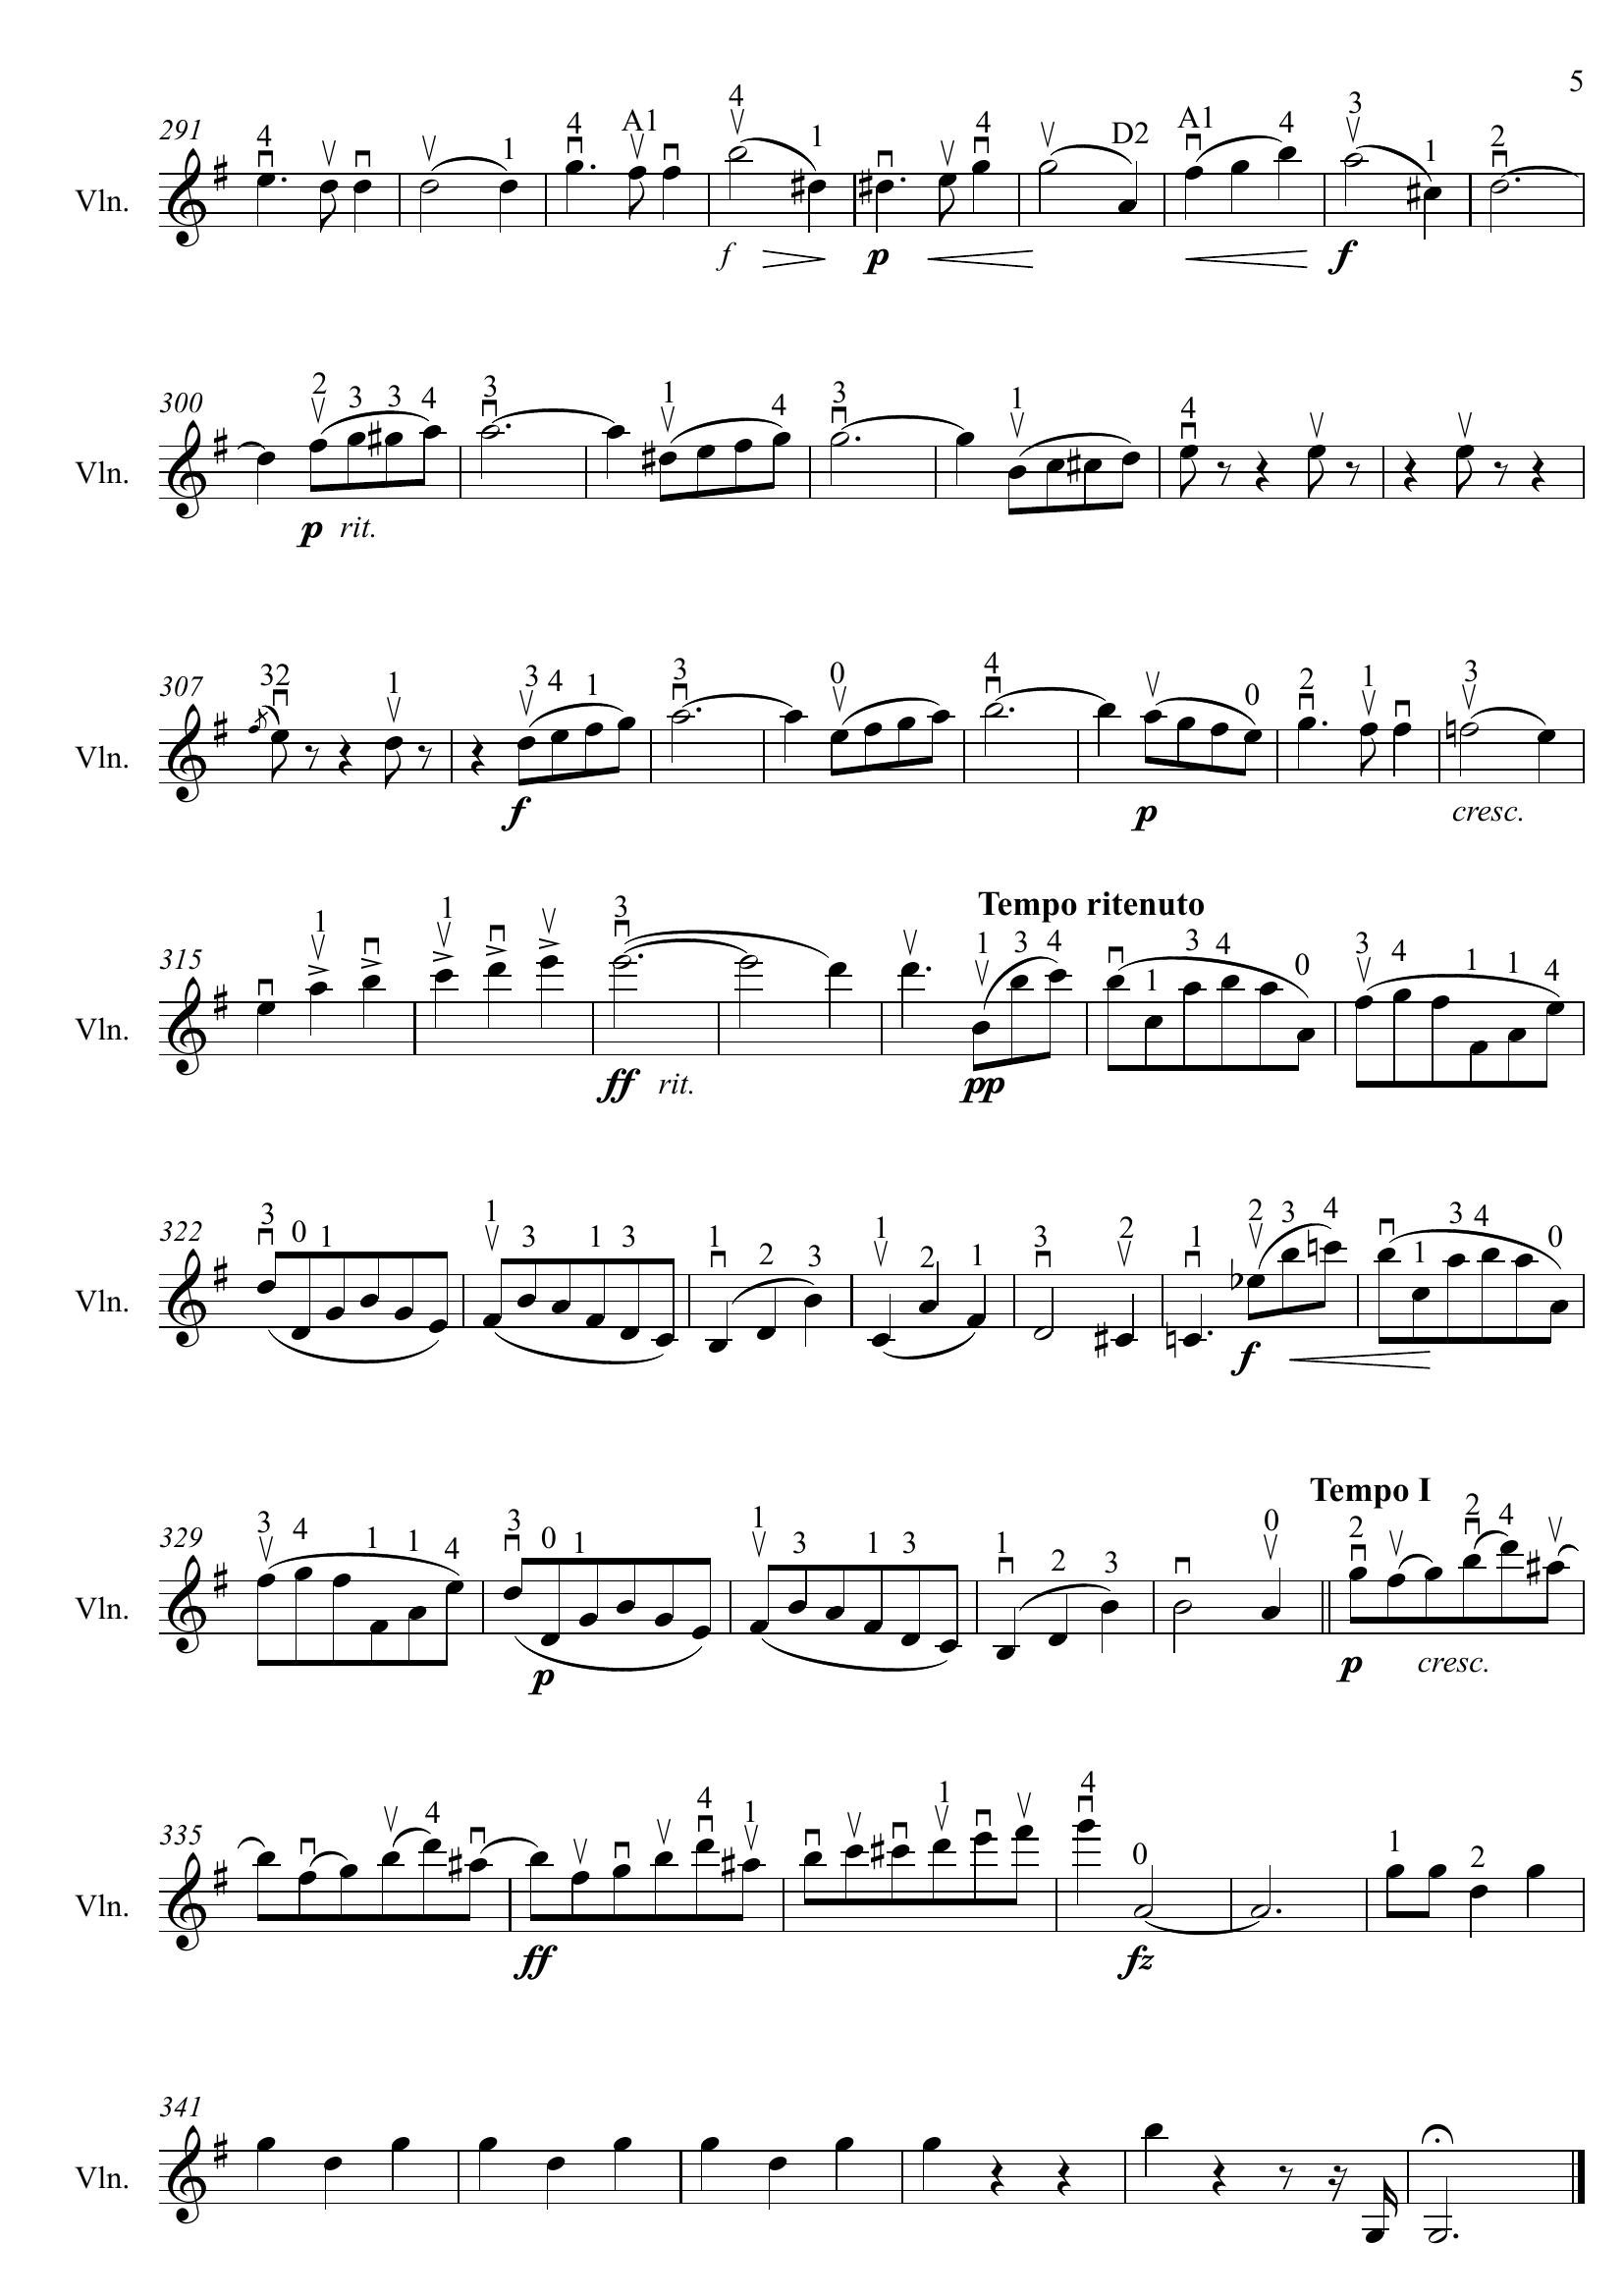 5
291 4 4 A1 4 1 1 4 D2 A1 4 3 1 2
Vln.
f p f
300 2 3 3 4 3 1 4 3 1 4
Vln.
p rit.
307 32 1 3 4 1 3 0 4 0 2 1 3
Vln.
f p cresc.
Tempo ritenuto
315 1 1 3 1 3 4 1 3 4 0 3 4 1 1 4
Vln.
ff rit. pp
322 3 0 1 1 3 1 3 1 2 3 1 2 1 3 2 1 2 3 4 1 3 4 0
Vln.
f
Tempo I
329 3 4 1 1 4 3 0 1 1 3 1 3 1 2 3 0 2 2 4
Vln.
p p cresc.
335 4 4 1 1 4 0 1 2
Vln.
ff fz
341
Vln.